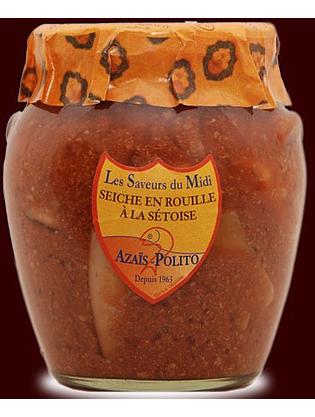 Les Saveurs du Midi
SEICHE EN ROUILLE
À LA SÉTOISE
AZAÏS-POLITO
Depuis 1963